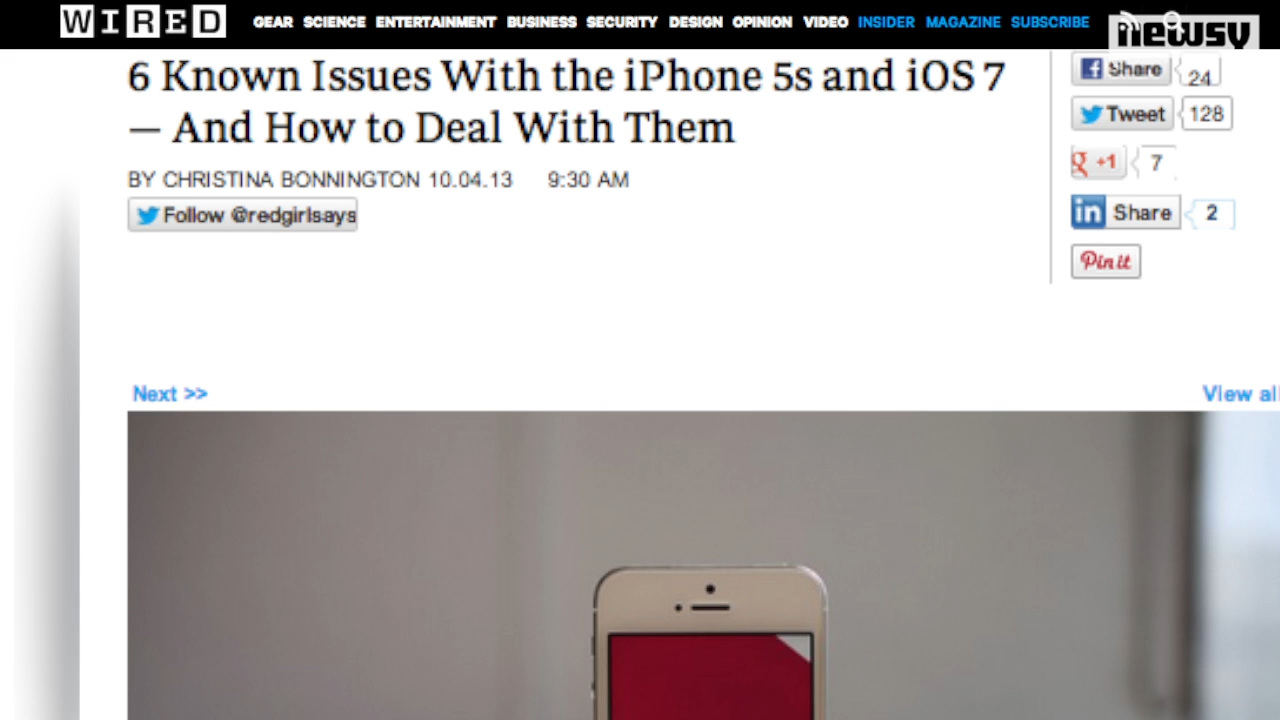 WIRED
GEAR SCIENCE ENTERTAINMENT BUSINESS SECURITY DESIGN OPINION VIDEO INSIDER MAGAZINE SUBSCRIBE
newsy
6 Known Issues With the iPhone 5s and iOS 7
— And How to Deal With Them
BY CHRISTINA BONNINGTON 10.04.13 9:30 AM
Follow @redgirlsays
Share 24
Tweet 128
g +1 7
in Share 2
Pin it
Next >>
View all